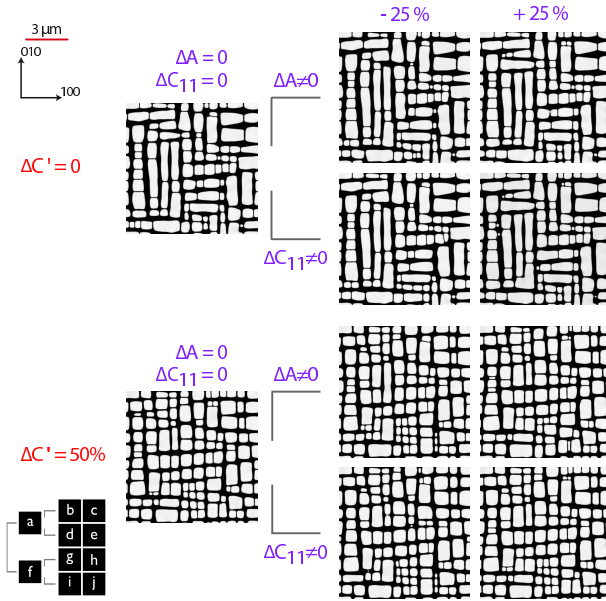 - 25 %
+ 25 %
3 µm
010
100
ΔA = 0
ΔC11 = 0
ΔA≠0
ΔC' = 0
ΔC11≠0
ΔA = 0
ΔC11 = 0
ΔA≠0
ΔC' = 50%
ΔC11≠0
a
b c
d e
f
g h
i j